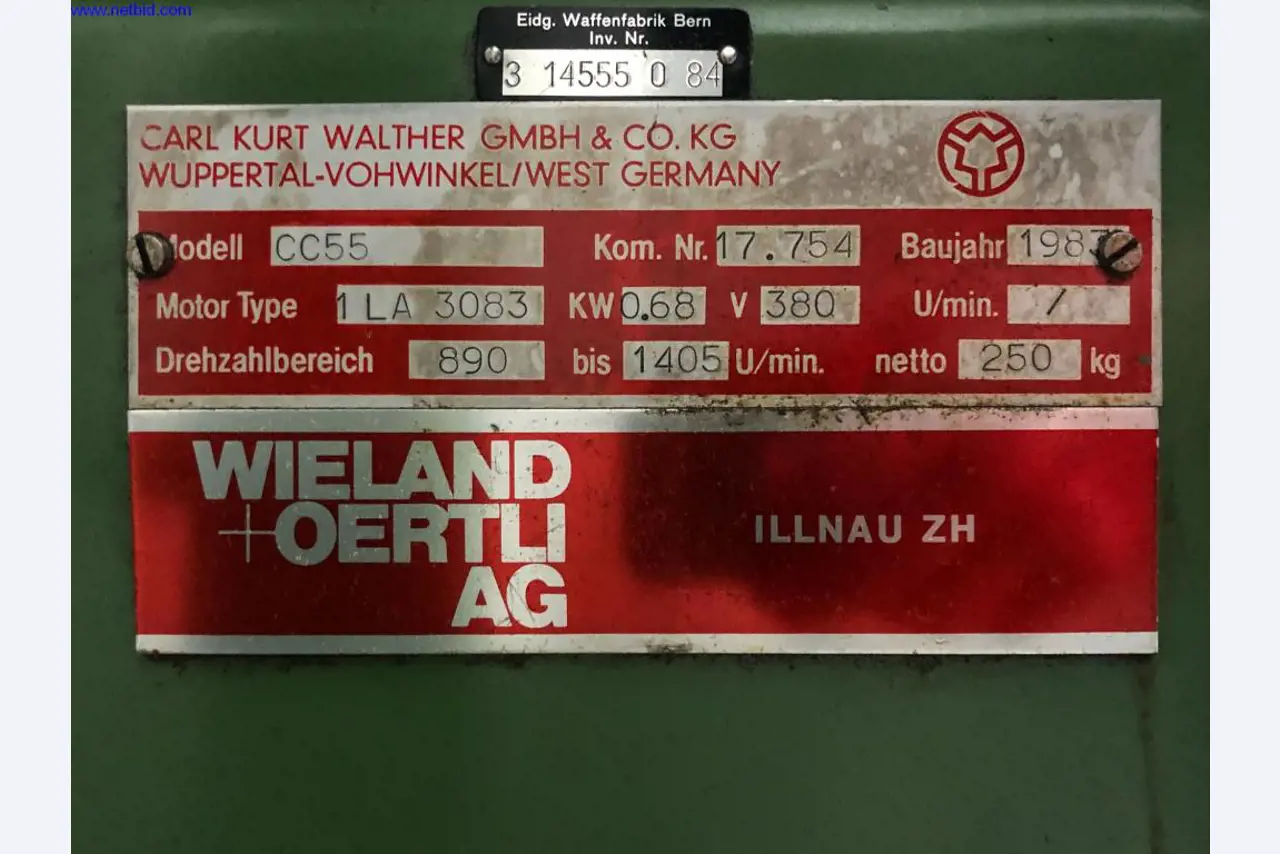 www.netbid.com
Eidg. Waffenfabrik Bern
Inv. Nr.
3 14555 0 84
CARL KURT WALTHER GMBH & CO. KG
WUPPERTAL-VOHWINKEL/WEST GERMANY
Modell CC55 Kom. Nr. 17.754 Baujahr
Motor Type 1LA 3083 KW 0.68 V 380 U/min. /
Drehzahlbereich 890 bis 1405 U/min. netto 250 kg
WIELAND
+OERTLI
AG
ILLNAU ZH